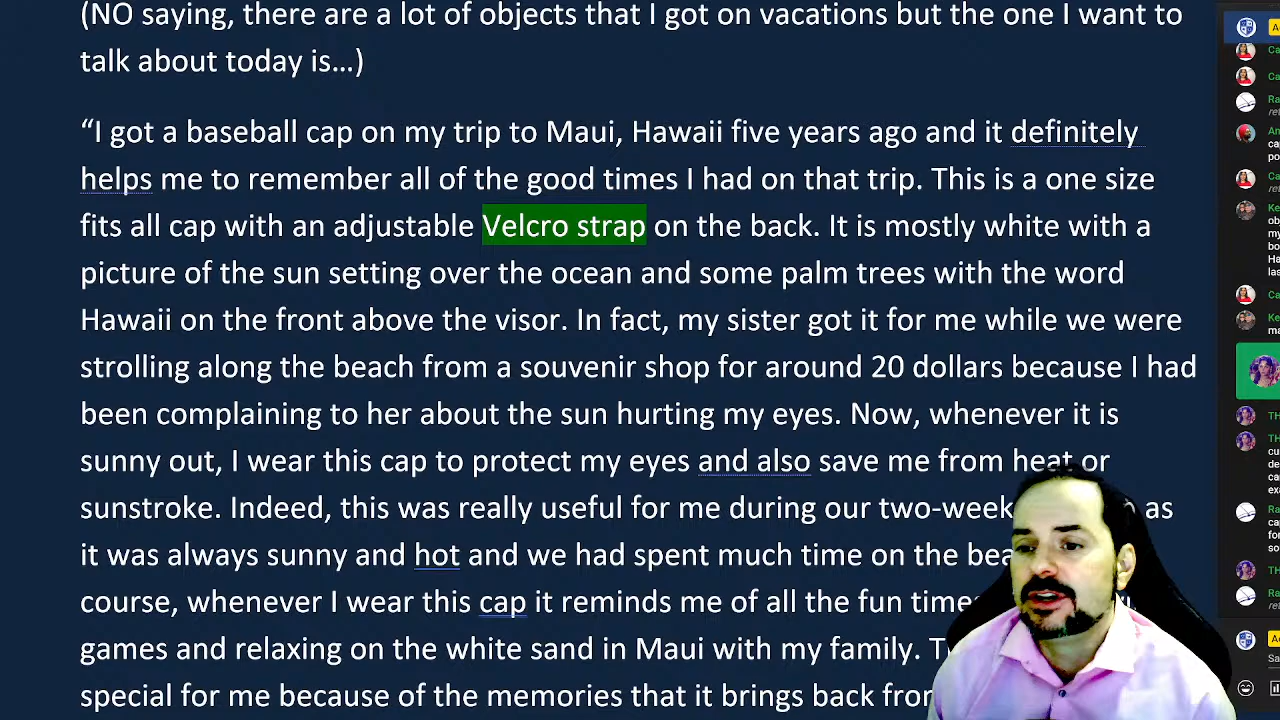 (NO saying, there are a lot of objects that I got on vacations but the one I want to
talk about today is...)
“I got a baseball cap on my trip to Maui, Hawaii five years ago and it definitely
helps me to remember all of the good times I had on that trip. This is a one size
fits all cap with an adjustable Velcro strap on the back. It is mostly white with a
picture of the sun setting over the ocean and some palm trees with the word
Hawaii on the front above the visor. In fact, my sister got it for me while we were
strolling along the beach from a souvenir shop for around 20 dollars because I had
been complaining to her about the sun hurting my eyes. Now, whenever it is
sunny out, I wear this cap to protect my eyes and also save me from heat or
sunstroke. Indeed, this was really useful for me during our two-week as
it was always sunny and hot and we had spent much time on the
course, whenever I wear this cap it reminds me of all the fun
games and relaxing on the white sand in Maui with my family.
special for me because of the memories that it brings back